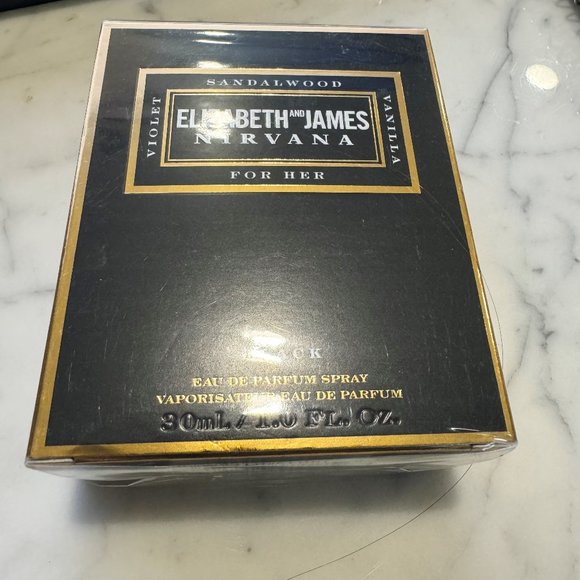 SANDALWOOD
VIOLET
ELIZABETH AND JAMES
NIRVANA
VANILLA
FOR HER
EAU DE PARFUM SPRAY
VAPORISATEUR EAU DE PARFUM
30mL / 1.0 FL. OZ.